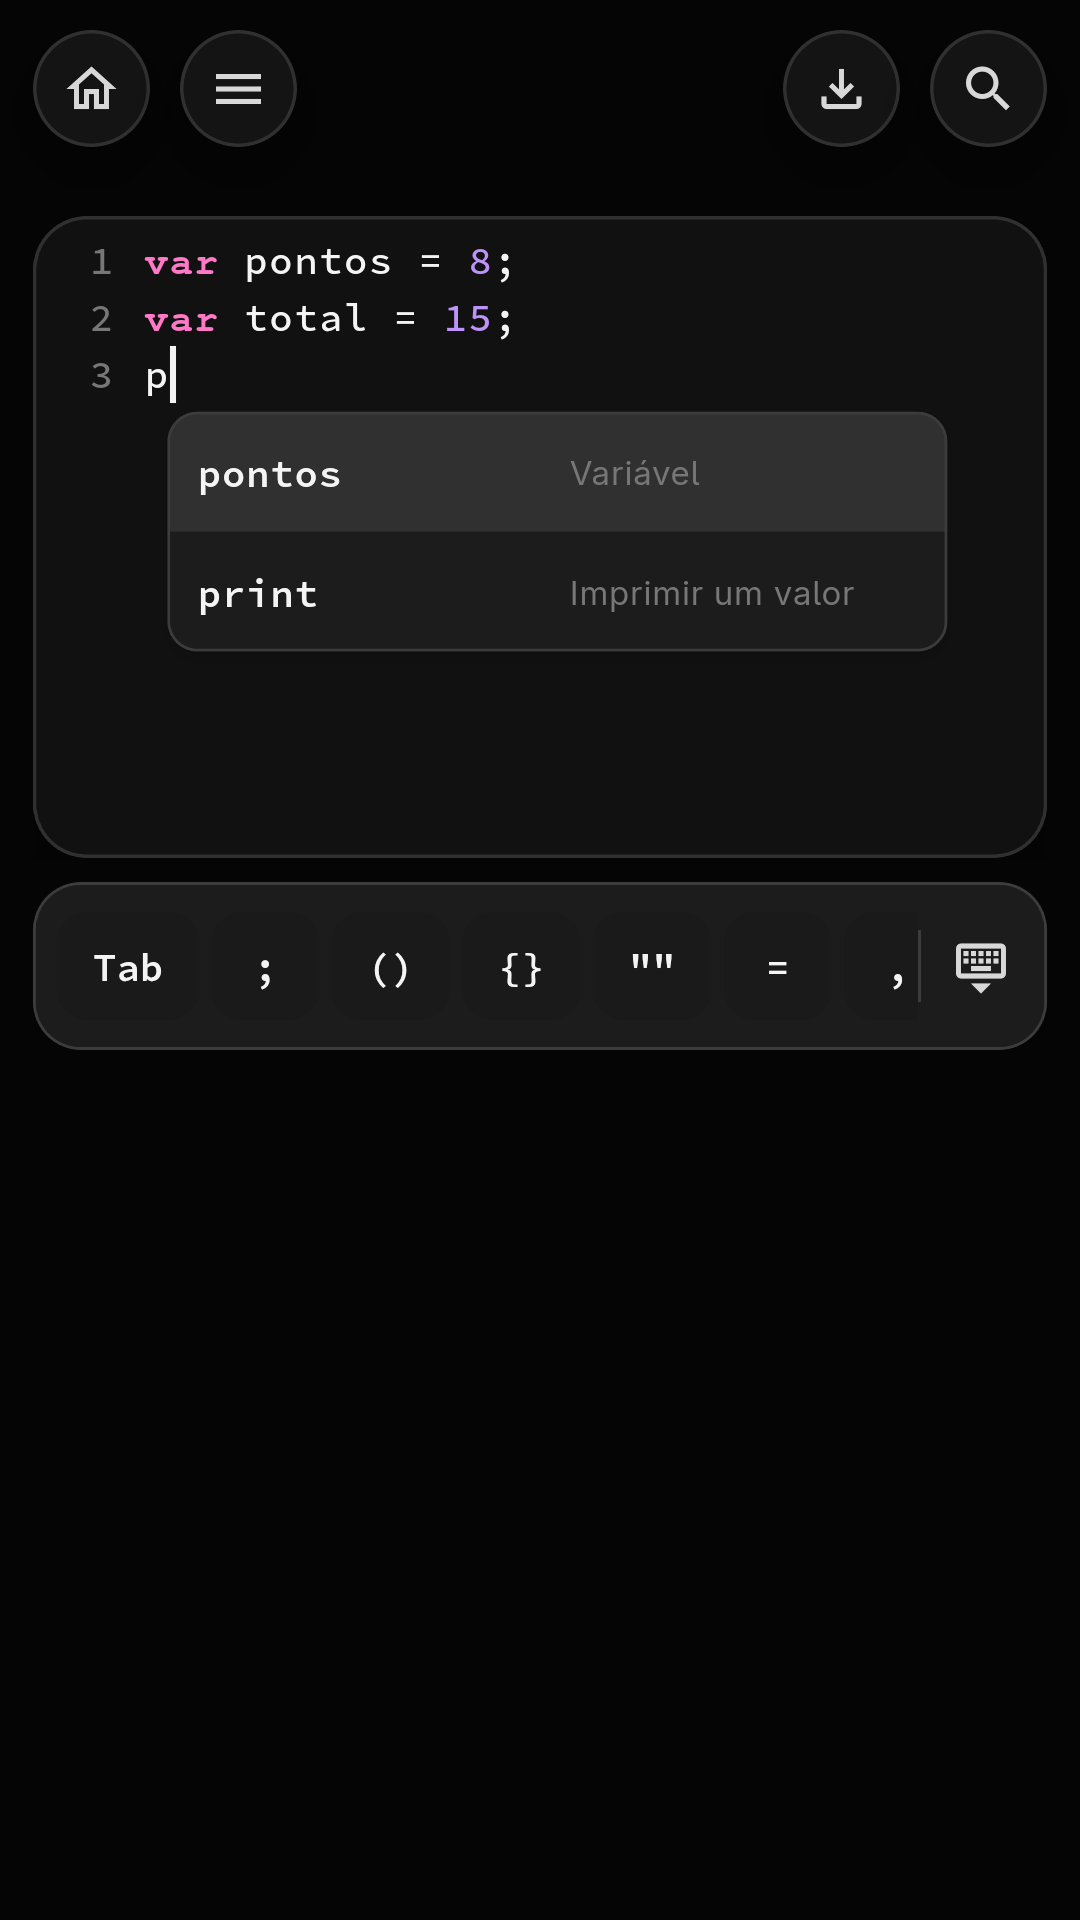 1 var pontos = 8;
2 var total = 15;
3 p
pontos Variável
print Imprimir um valor
Tab ; () {} "" = ,